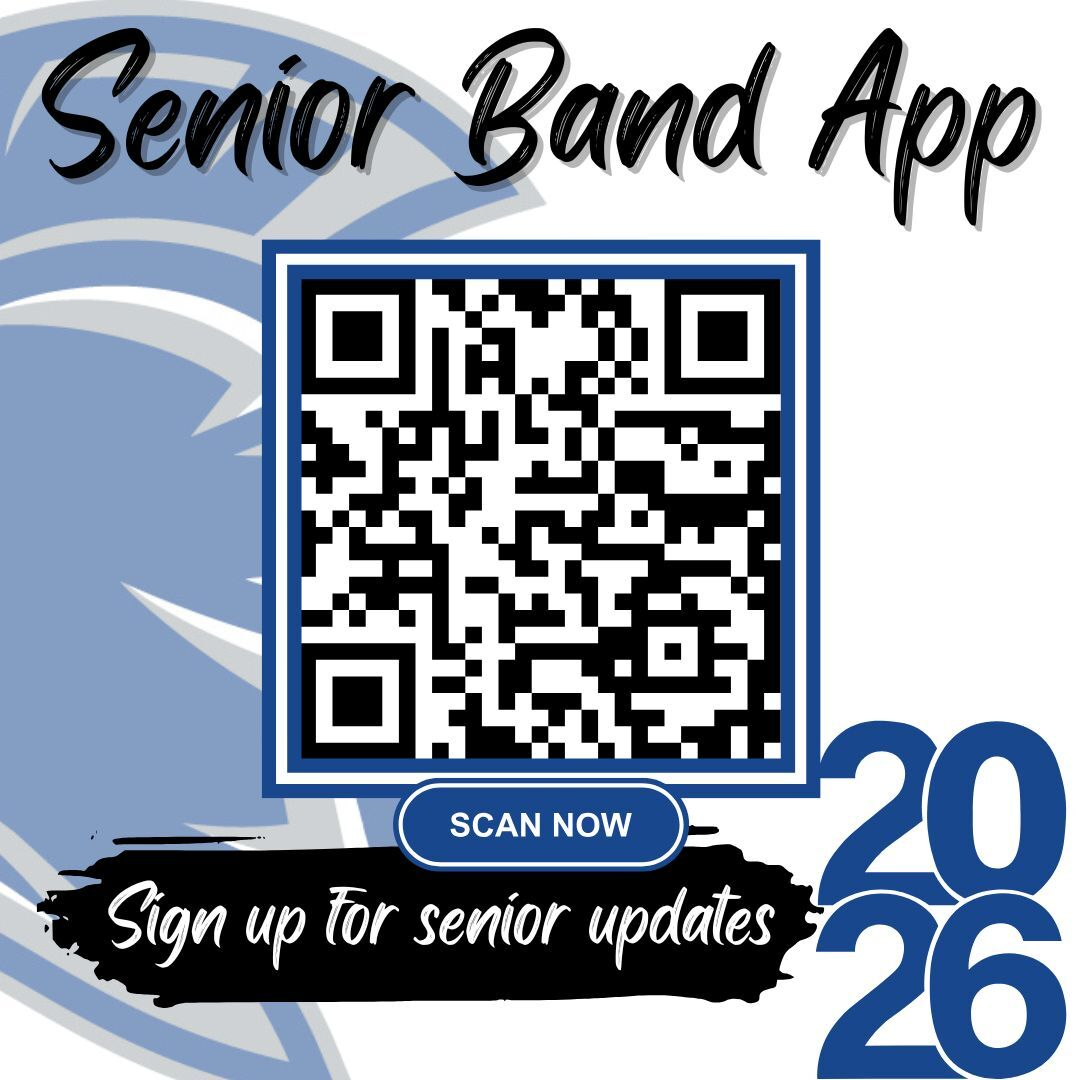 Senior Band App
SCAN NOW
Sign up for senior updates
20
26